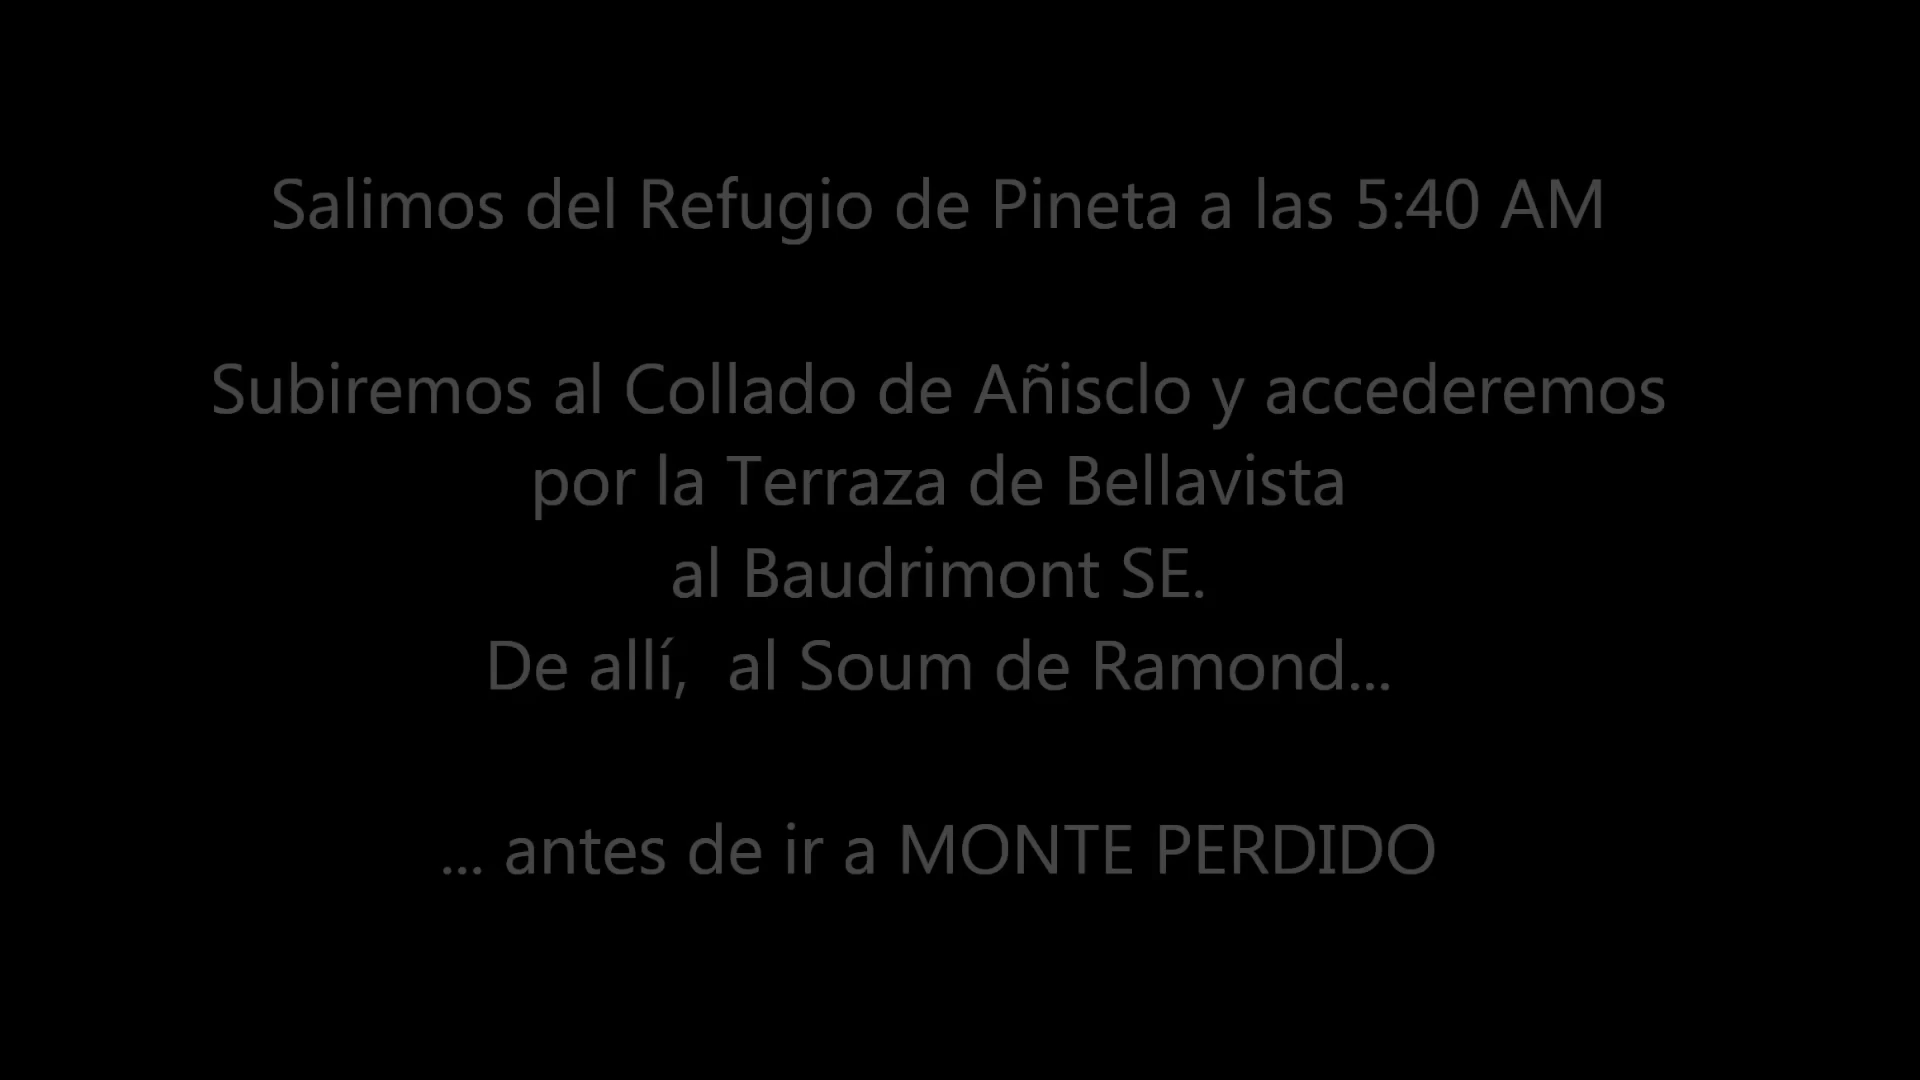 Salimos del Refugio de Pineta a las 5:40 AM
Subiremos al Collado de Añisclo y accederemos
por la Terraza de Bellavista
al Baudrimont SE.
De allí,  al Soum de Ramond...
... antes de ir a MONTE PERDIDO